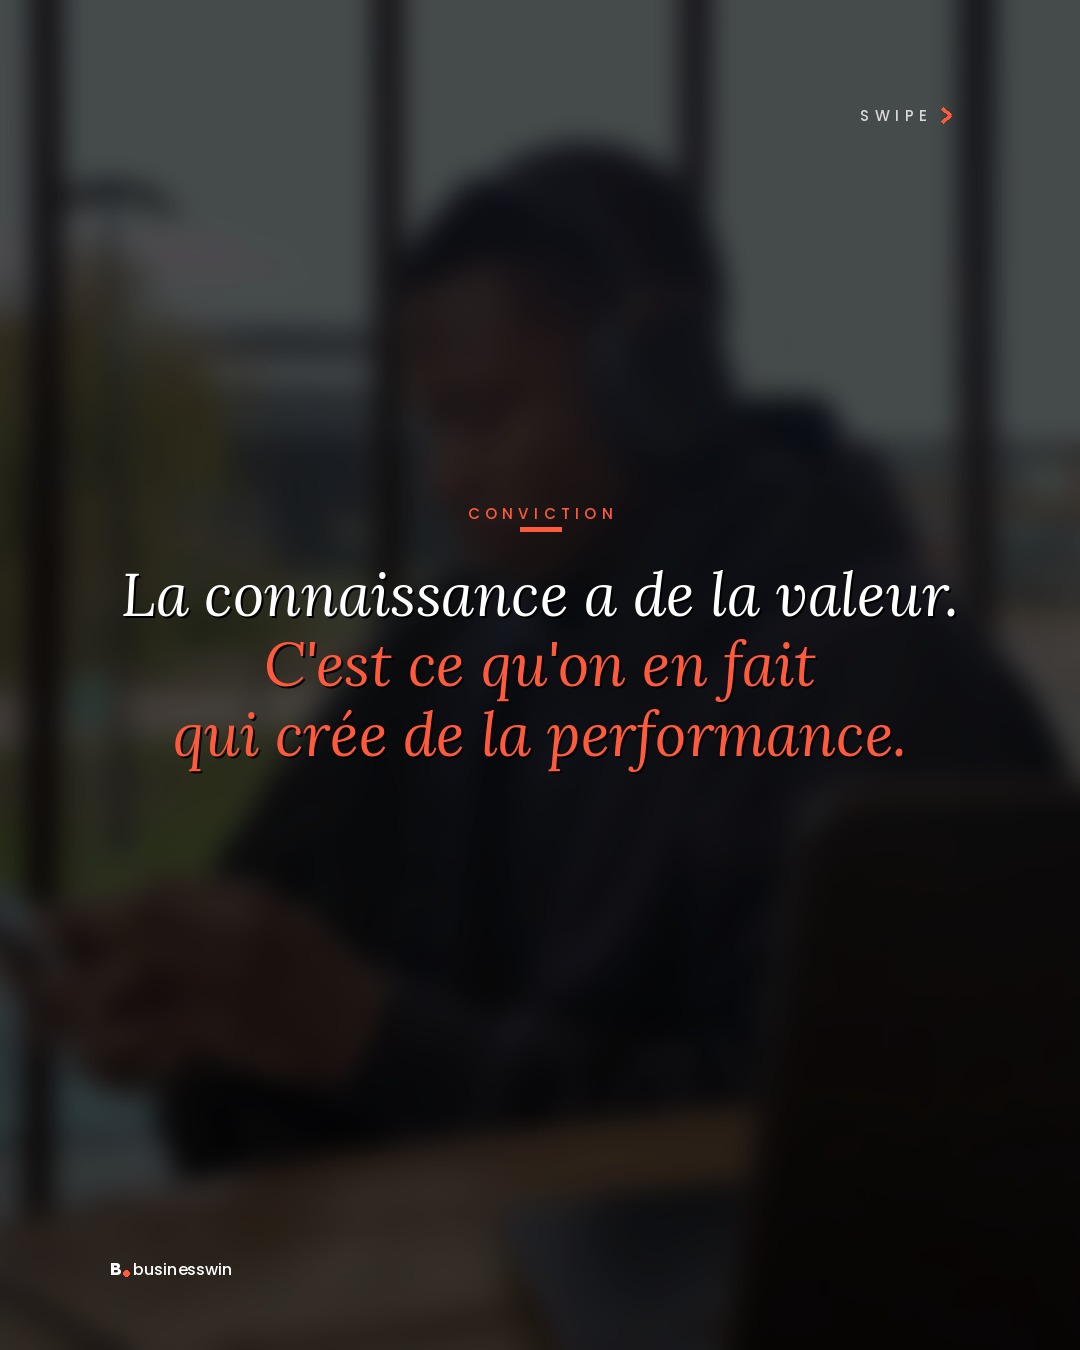 SWIPE
CONVICTION
La connaissance a de la valeur.
C'est ce qu'on en fait
qui crée de la performance.
B.businesswin